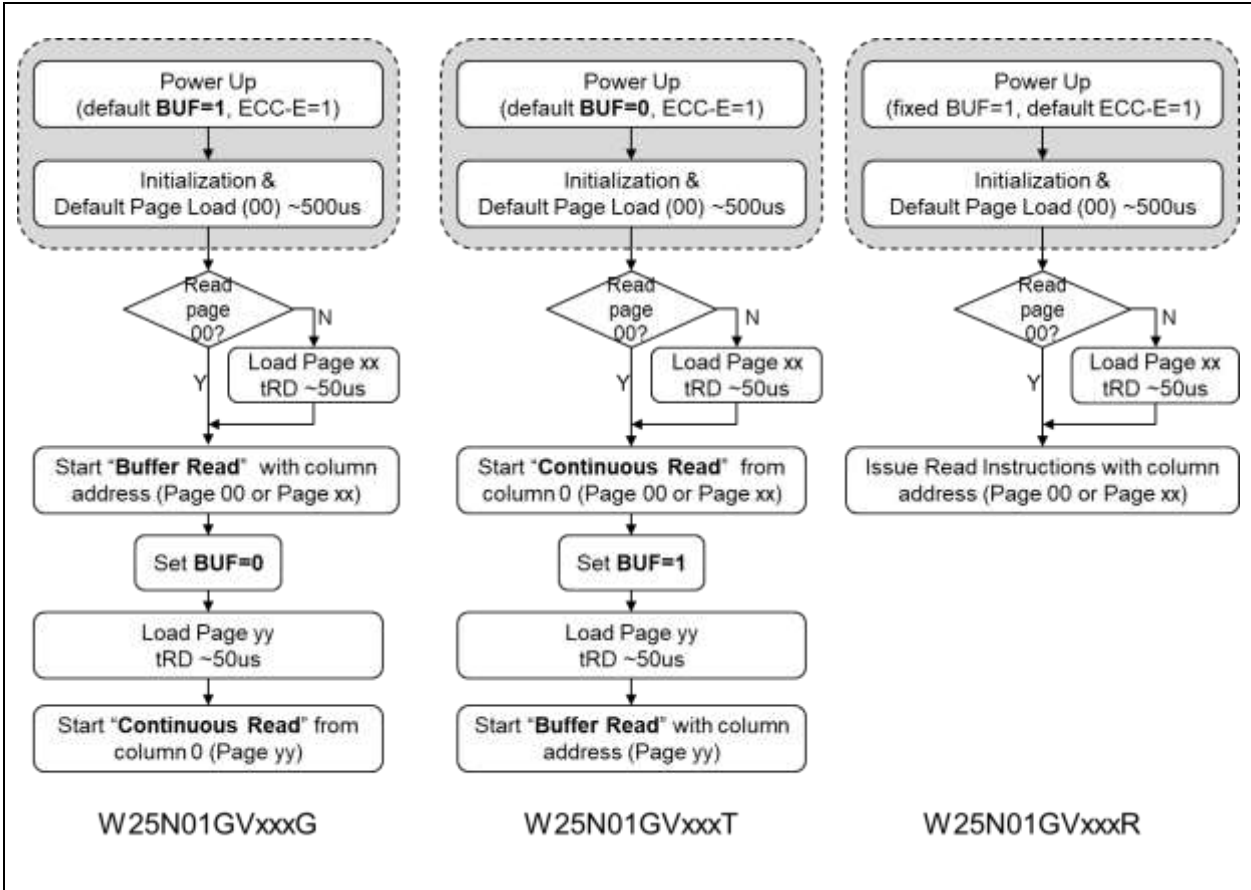 Power Up
(default BUF=1, ECC-E=1)
Initialization &
Default Page Load (00) ~500us
Read
page
00?
N
Load Page xx
tRD ~50us
Y
Start “Buffer Read” with column
address (Page 00 or Page xx)
Set BUF=0
Load Page yy
tRD ~50us
Start “Continuous Read” from
column 0 (Page yy)
W25N01GVxxxG
Power Up
(default BUF=0, ECC-E=1)
Initialization &
Default Page Load (00) ~500us
Read
page
00?
N
Load Page xx
tRD ~50us
Y
Start “Continuous Read” from
column 0 (Page 00 or Page xx)
Set BUF=1
Load Page yy
tRD ~50us
Start “Buffer Read” with column
address (Page yy)
W25N01GVxxxT
Power Up
(fixed BUF=1, default ECC-E=1)
Initialization &
Default Page Load (00) ~500us
Read
page
00?
N
Load Page xx
tRD ~50us
Y
Issue Read Instructions with column
address (Page 00 or Page xx)
W25N01GVxxxR